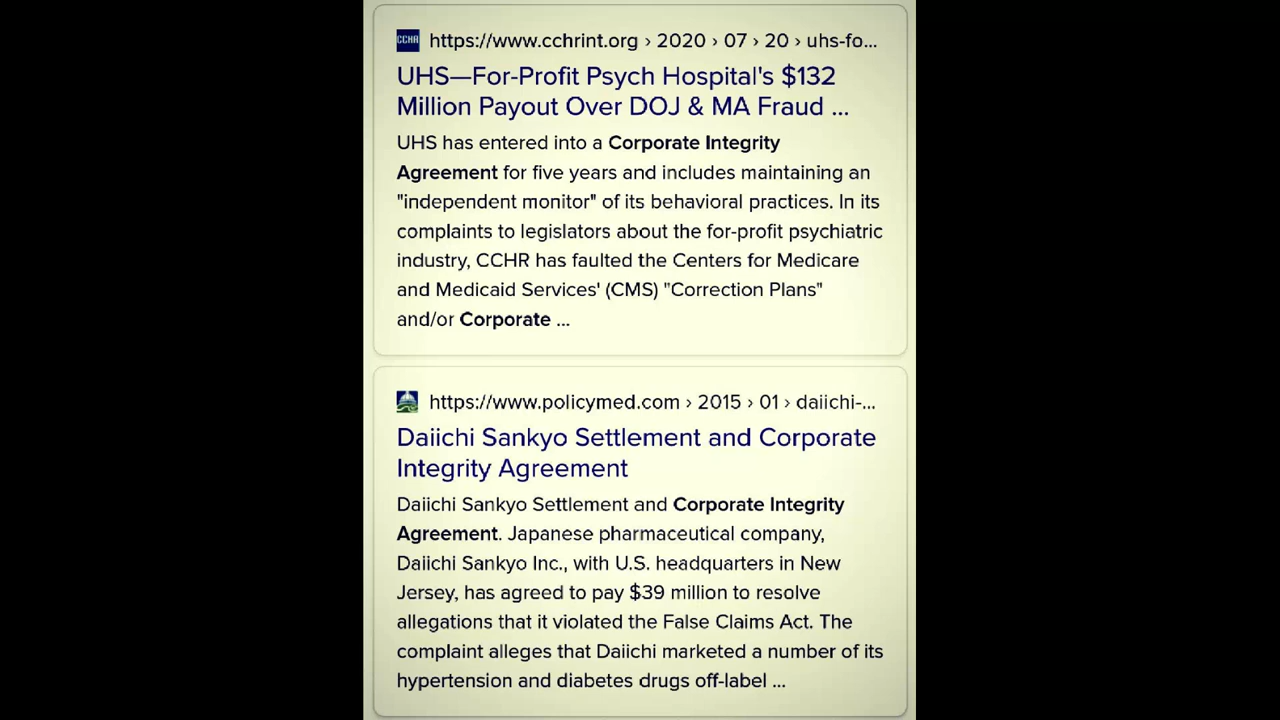 CCHR
https://www.cchrint.org › 2020 › 07 › 20 › uhs-fo...
UHS—For-Profit Psych Hospital's $132
Million Payout Over DOJ & MA Fraud ...
UHS has entered into a Corporate Integrity
Agreement for five years and includes maintaining an
"independent monitor" of its behavioral practices. In its
complaints to legislators about the for-profit psychiatric
industry, CCHR has faulted the Centers for Medicare
and Medicaid Services' (CMS) "Correction Plans"
and/or Corporate ...
https://www.policymed.com › 2015 › 01 › daiichi-...
Daiichi Sankyo Settlement and Corporate
Integrity Agreement
Daiichi Sankyo Settlement and Corporate Integrity
Agreement. Japanese pharmaceutical company,
Daiichi Sankyo Inc., with U.S. headquarters in New
Jersey, has agreed to pay $39 million to resolve
allegations that it violated the False Claims Act. The
complaint alleges that Daiichi marketed a number of its
hypertension and diabetes drugs off-label ...